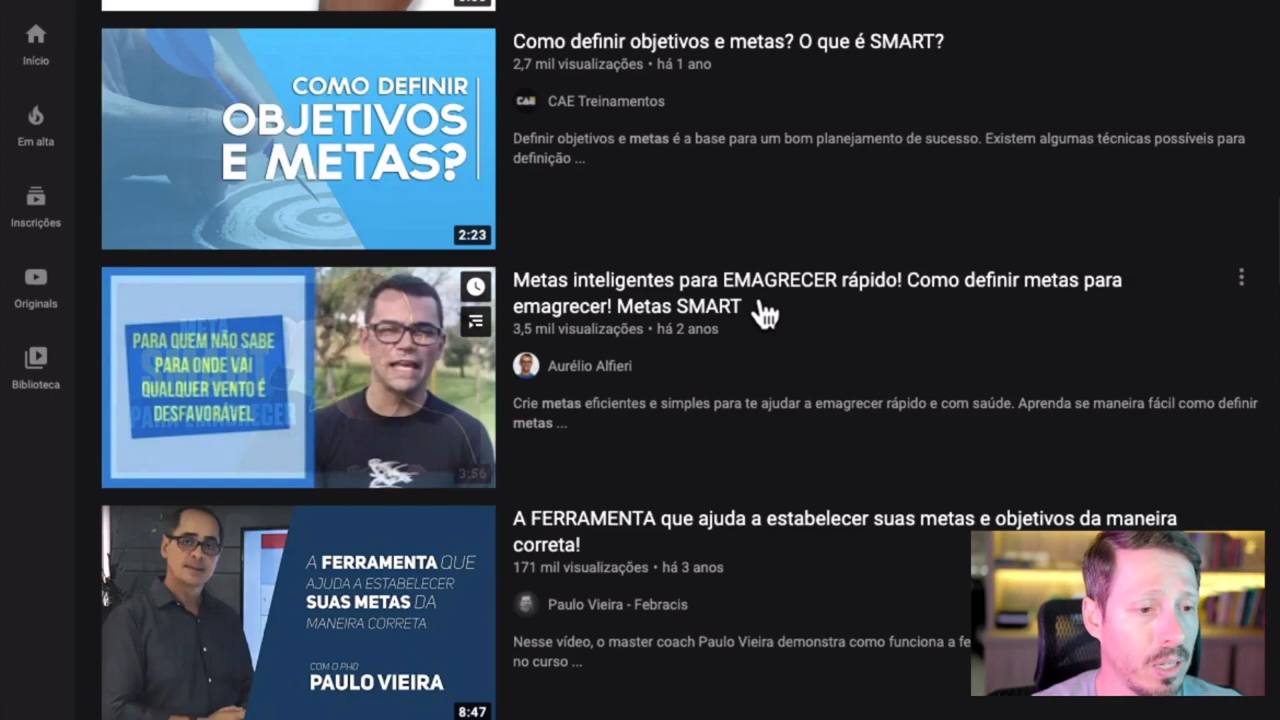 Início
Em alta
Inscrições
Originals
Biblioteca
COMO DEFINIR
OBJETIVOS
E METAS?
2:23
Como definir objetivos e metas? O que é SMART?
2,7 mil visualizações • há 1 ano
CAE Treinamentos
Definir objetivos e metas é a base para um bom planejamento de sucesso. Existem algumas técnicas possíveis para
definição ...
PARA QUEM NÃO SABE
PARA ONDE VAI
QUALQUER VENTO É
DESFAVORÁVEL
3:56
Metas inteligentes para EMAGRECER rápido! Como definir metas para
emagrecer! Metas SMART
3,5 mil visualizações • há 2 anos
Aurélio Alfieri
Crie metas eficientes e simples para te ajudar a emagrecer rápido e com saúde. Aprenda se maneira fácil como definir
metas ...
A FERRAMENTA QUE
AJUDA A ESTABELECER
SUAS METAS DA
MANEIRA CORRETA
COM O PHD
PAULO VIEIRA
8:47
A FERRAMENTA que ajuda a estabelecer suas metas e objetivos da maneira
correta!
171 mil visualizações • há 3 anos
Paulo Vieira - Febracis
Nesse vídeo, o master coach Paulo Vieira demonstra como funciona a
no curso ...